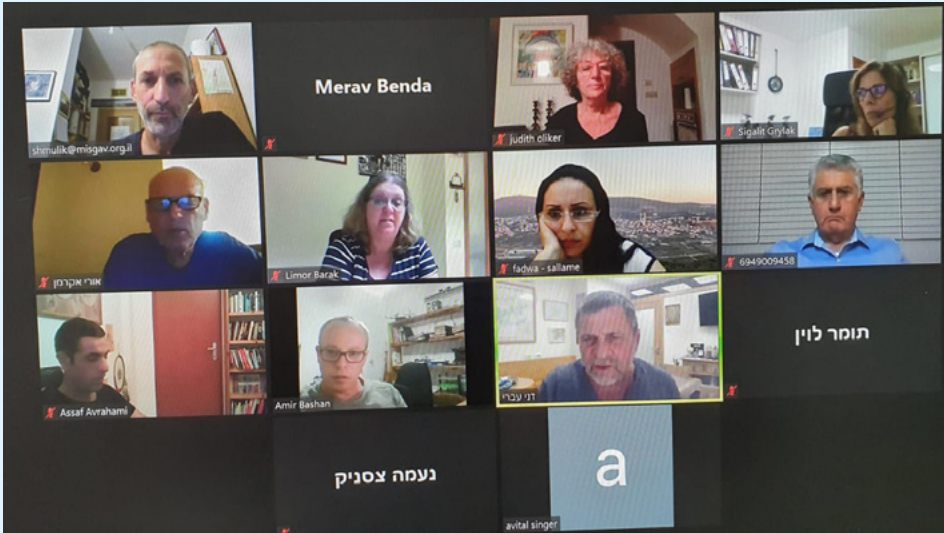 shmulik@misgav.org.il
Merav Benda
judith oliker
Sigalit Grylak
אורי אקרמן
Limor Barak
fadwa - sallame
6949009458
Assaf Avrahami
Amir Bashan
דני עברי
תומר לוין
נעמה צסניק
a
avital singer